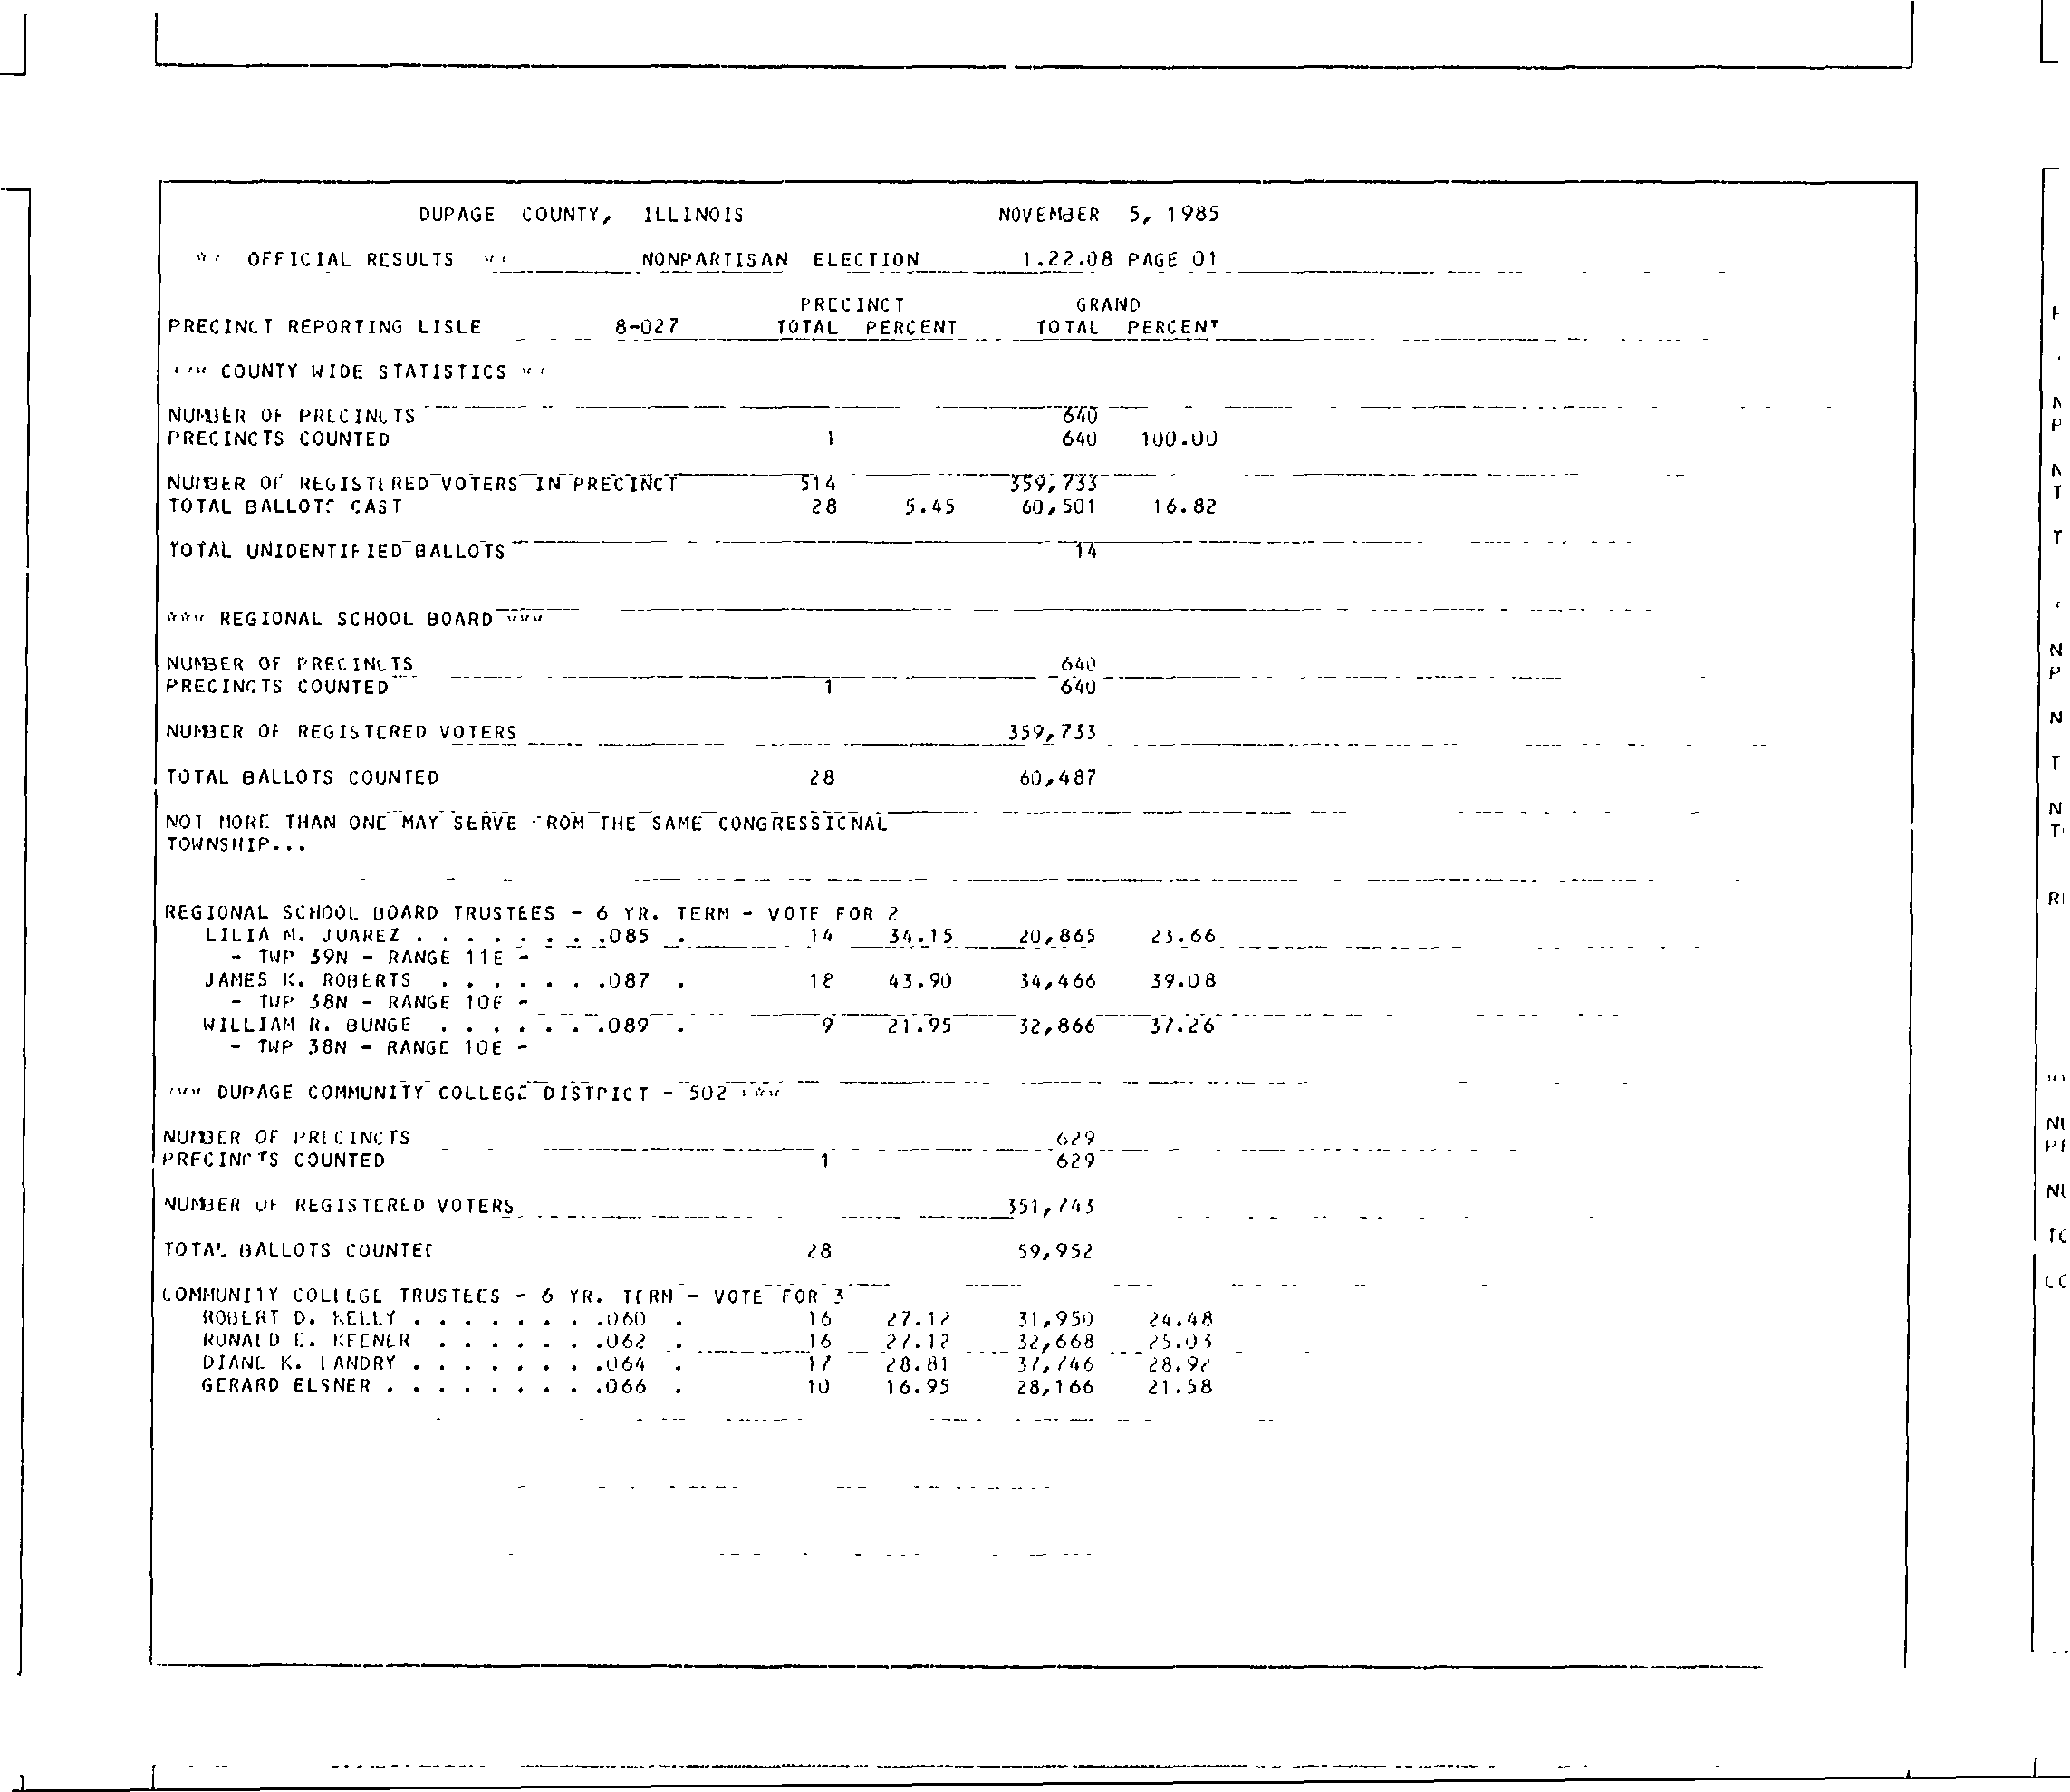 DUPAGE COUNTY, ILLINOIS NOVEMBER 5, 1985
OFFICIAL RESULTS NONPARTISAN ELECTION 1.22.08 PAGE 01
PRECINCT GRAND
PRECINCT REPORTING LISLE 8-027 TOTAL PERCENT TOTAL PERCENT
*** COUNTY WIDE STATISTICS ***
NUMBER OF PRECINCTS 640
PRECINCTS COUNTED 1 640 100.00
NUMBER OF REGISTERED VOTERS IN PRECINCT 514 359,733
TOTAL BALLOTS CAST 28 5.45 60,501 16.82
TOTAL UNIDENTIFIED BALLOTS 14
*** REGIONAL SCHOOL BOARD ***
NUMBER OF PRECINCTS 640
PRECINCTS COUNTED 1 640
NUMBER OF REGISTERED VOTERS 359,733
TOTAL BALLOTS COUNTED 28 60,487
NOT MORE THAN ONE MAY SERVE FROM THE SAME CONGRESSIONAL
TOWNSHIP...
REGIONAL SCHOOL BOARD TRUSTEES - 6 YR. TERM - VOTE FOR 2
LILIA M. JUAREZ . . . . . . . .085 . 14 34.15 20,865 23.66
- TWP 39N - RANGE 11E -
JAMES K. ROBERTS . . . . . . .087 . 18 43.90 34,466 39.08
- TWP 38N - RANGE 10E -
WILLIAM R. BUNGE . . . . . . .089 . 9 21.95 32,866 37.26
- TWP 38N - RANGE 10E -
*** DUPAGE COMMUNITY COLLEGE DISTRICT - 502 ***
NUMBER OF PRECINCTS 629
PRECINCTS COUNTED 1 629
NUMBER OF REGISTERED VOTERS 351,743
TOTAL BALLOTS COUNTED 28 59,952
COMMUNITY COLLEGE TRUSTEES - 6 YR. TERM - VOTE FOR 3
ROBERT D. KELLY . . . . . . . .060 . 16 27.12 31,950 24.48
RONALD E. KEENER . . . . . . .062 . 16 27.12 32,668 25.03
DIANE K. LANDRY . . . . . . . .064 . 17 28.81 37,746 28.92
GERARD ELSNER . . . . . . . . .066 . 10 16.95 28,166 21.58